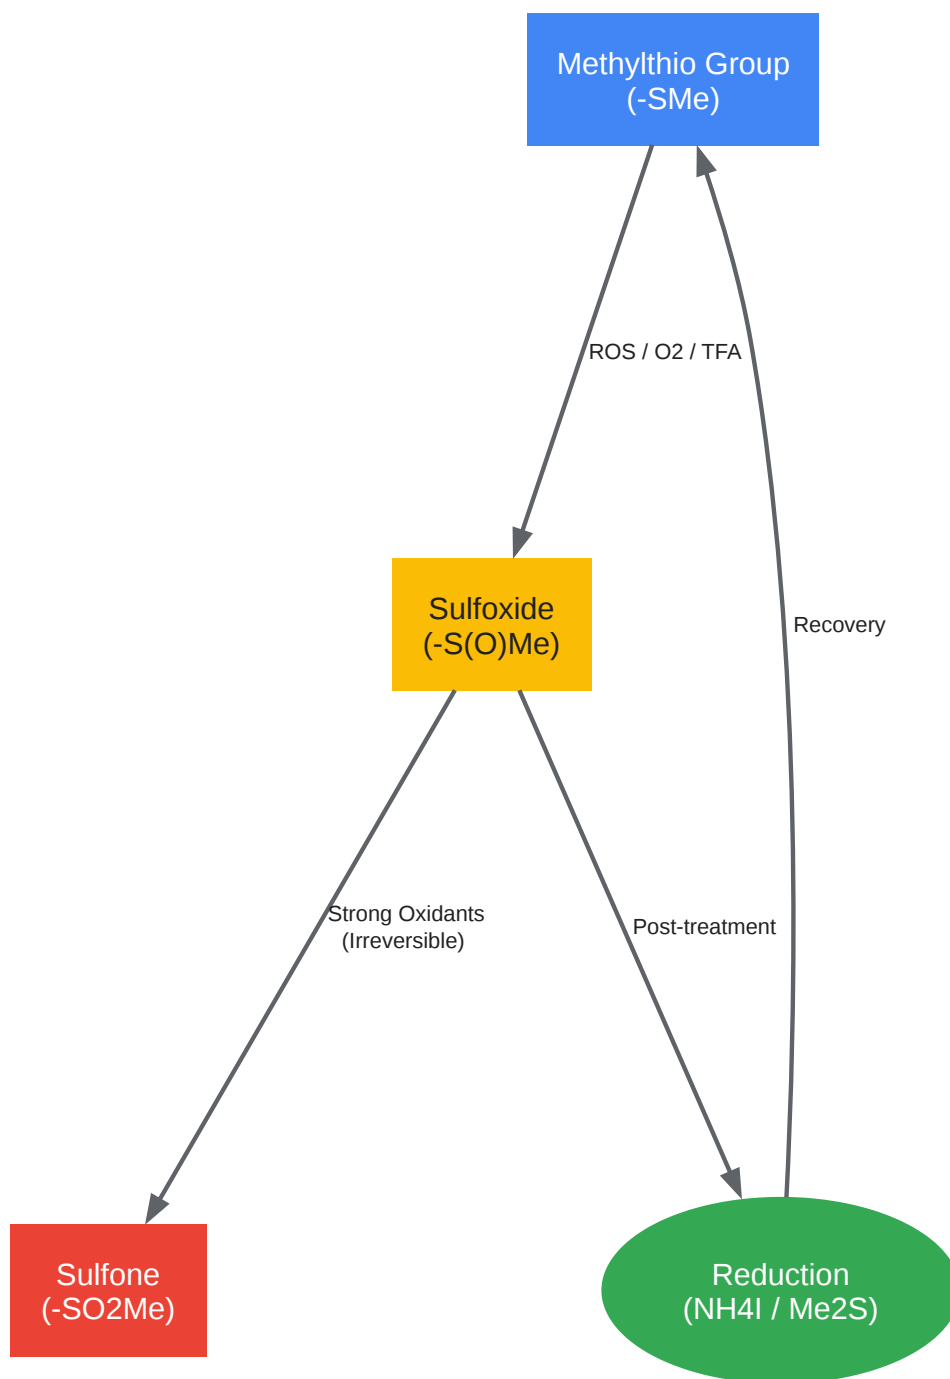 Methylthio Group
(-SMe)
ROS / O2 / TFA
Sulfoxide
(-S(O)Me)
Recovery
Strong Oxidants
(Irreversible)
Post-treatment
Sulfone
(-SO2Me)
Reduction
(NH4I / Me2S)